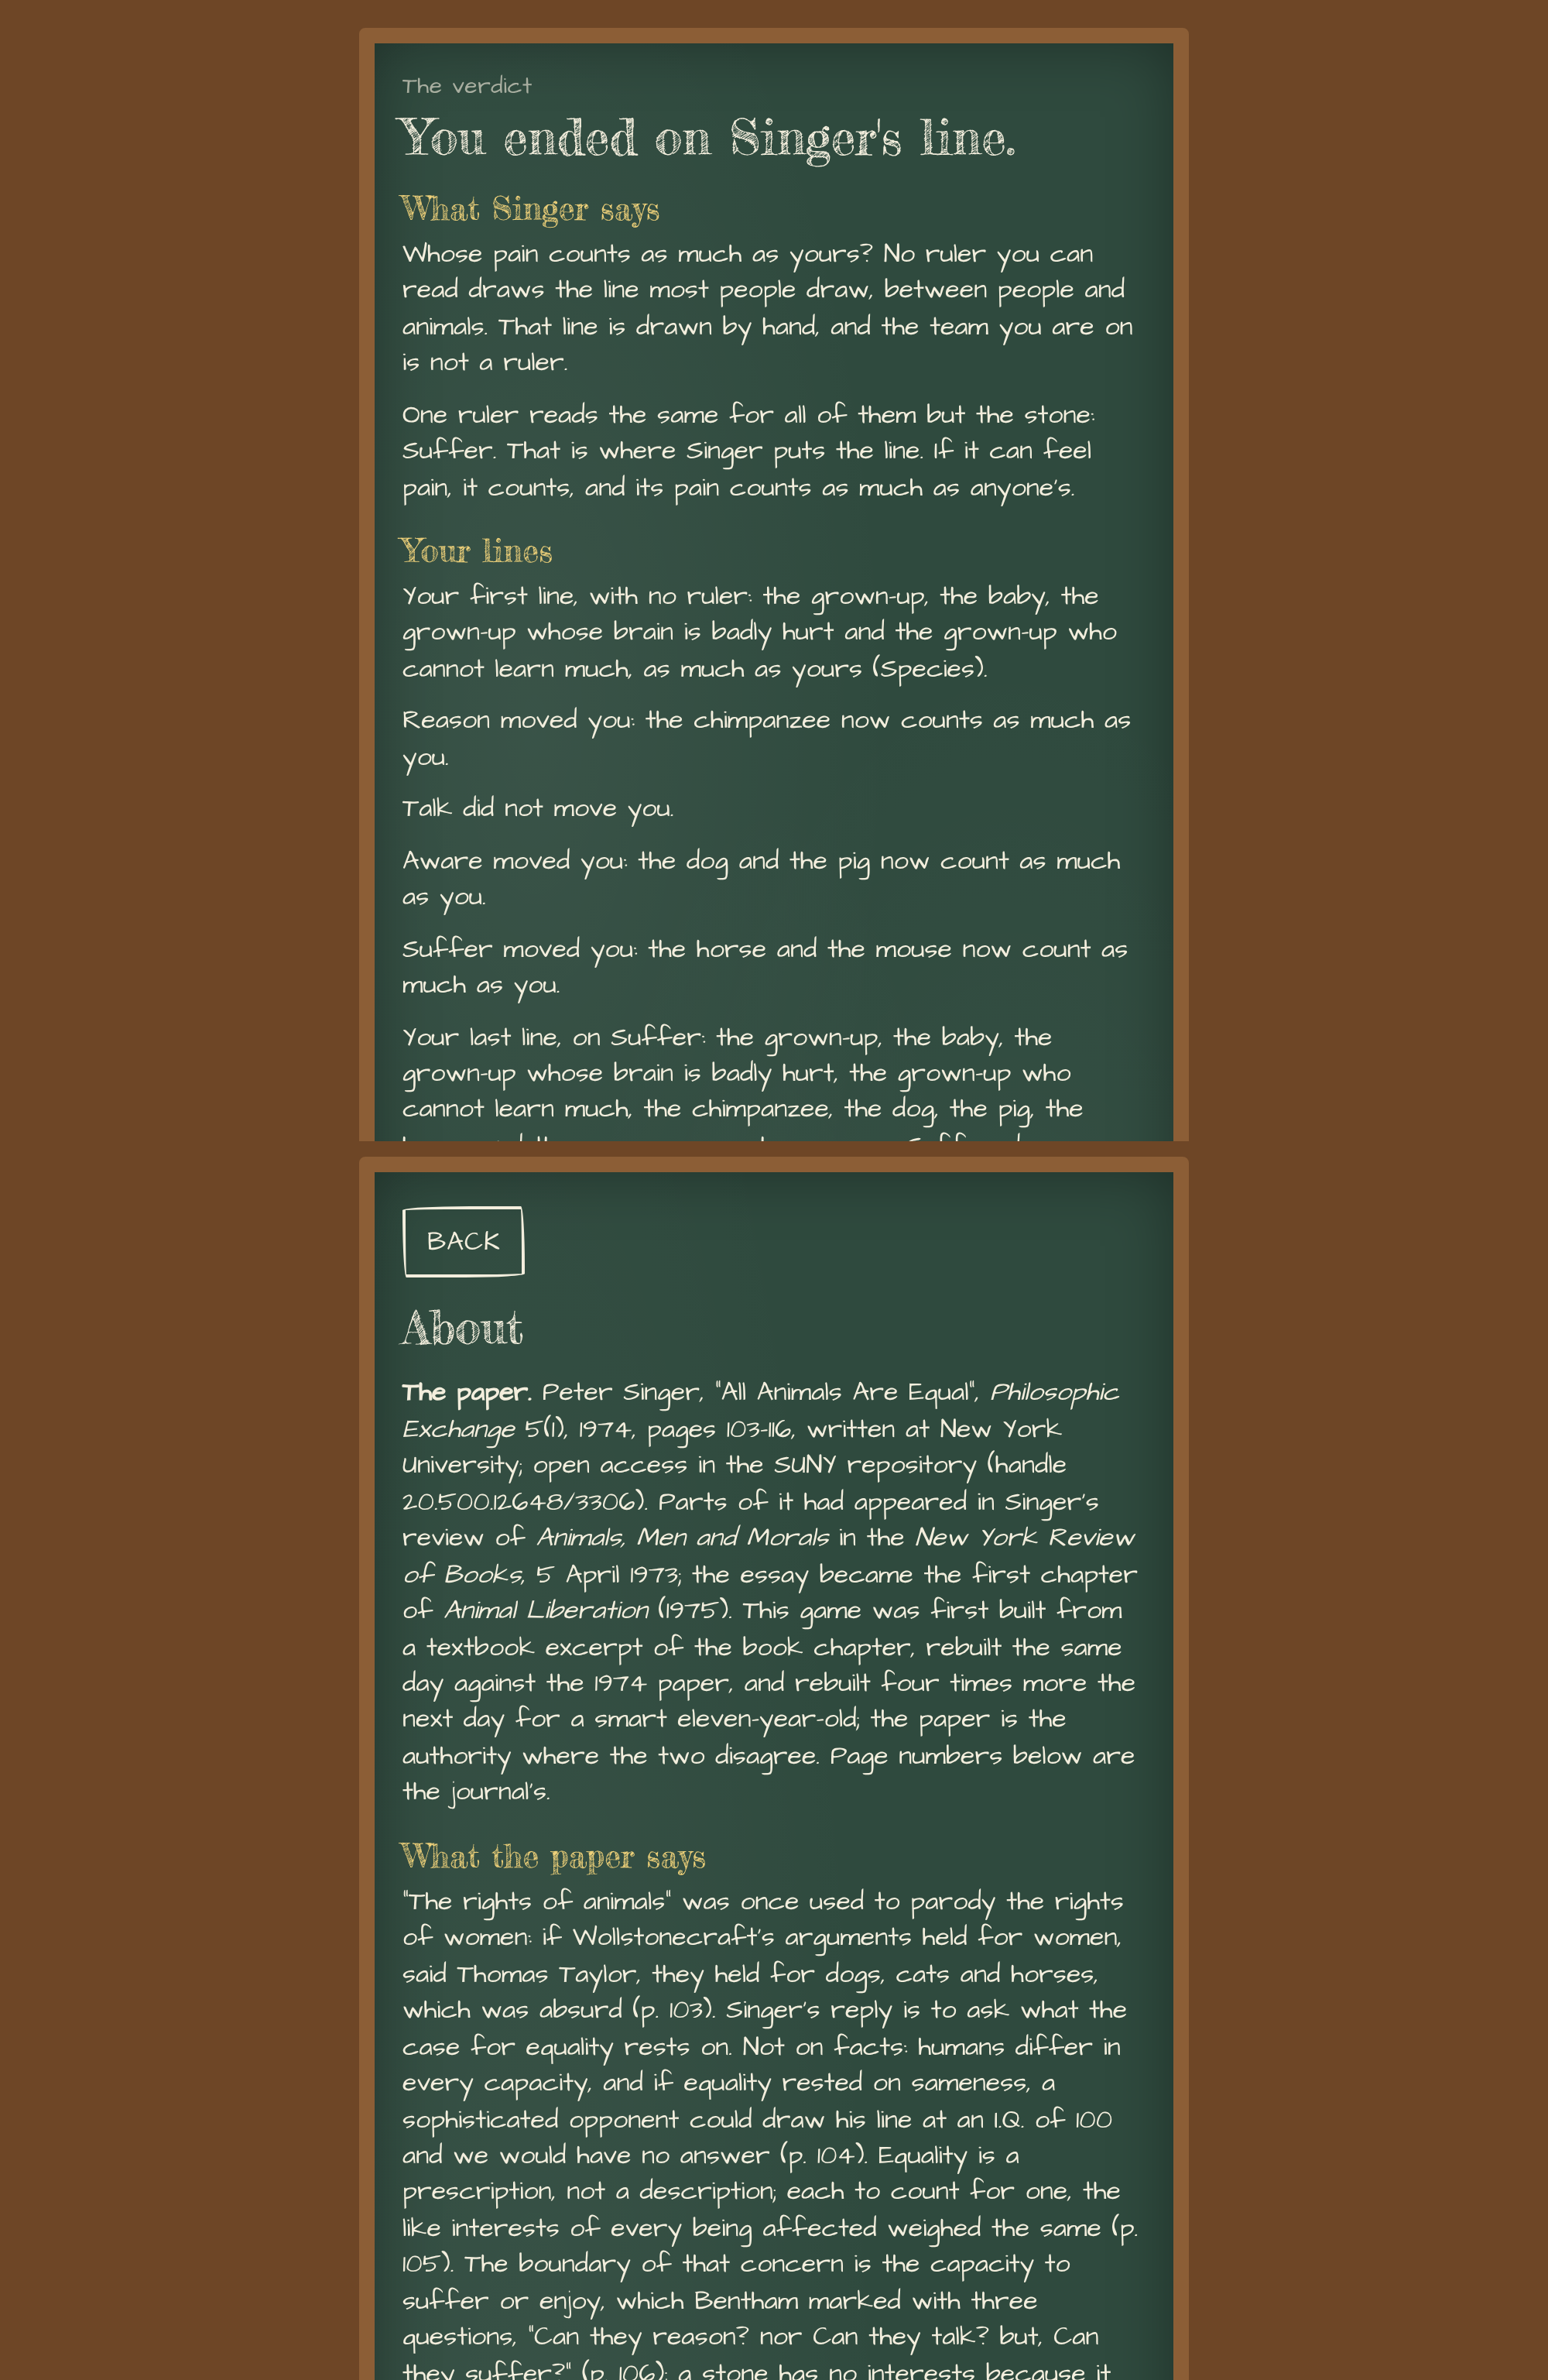 The verdict
You ended on Singer's line.
What Singer says
Whose pain counts as much as yours? No ruler you can
read draws the line most people draw, between people and
animals. That line is drawn by hand, and the team you are on
is not a ruler.
One ruler reads the same for all of them but the stone:
Suffer. That is where Singer puts the line. If it can feel
pain, it counts, and its pain counts as much as anyone's.
Your lines
Your first line, with no ruler: the grown-up, the baby, the
grown-up whose brain is badly hurt and the grown-up who
cannot learn much, as much as yours (Species).
Reason moved you: the chimpanzee now counts as much as
you.
Talk did not move you.
Aware moved you: the dog and the pig now count as much
as you.
Suffer moved you: the horse and the mouse now count as
much as you.
Your last line, on Suffer: the grown-up, the baby, the
grown-up whose brain is badly hurt, the grown-up who
cannot learn much, the chimpanzee, the dog, the pig, the
BACK
About
The paper. Peter Singer, "All Animals Are Equal", Philosophic
Exchange 5(1), 1974, pages 103-116, written at New York
University; open access in the SUNY repository (handle
20.500.12648/3306). Parts of it had appeared in Singer's
review of Animals, Men and Morals in the New York Review
of Books, 5 April 1973; the essay became the first chapter
of Animal Liberation (1975). This game was first built from
a textbook excerpt of the book chapter, rebuilt the same
day against the 1974 paper, and rebuilt four times more the
next day for a smart eleven-year-old; the paper is the
authority where the two disagree. Page numbers below are
the journal's.
What the paper says
"The rights of animals" was once used to parody the rights
of women: if Wollstonecraft's arguments held for women,
said Thomas Taylor, they held for dogs, cats and horses,
which was absurd (p. 103). Singer's reply is to ask what the
case for equality rests on. Not on facts: humans differ in
every capacity, and if equality rested on sameness, a
sophisticated opponent could draw his line at an I.Q. of 100
and we would have no answer (p. 104). Equality is a
prescription, not a description; each to count for one, the
like interests of every being affected weighed the same (p.
105). The boundary of that concern is the capacity to
suffer or enjoy, which Bentham marked with three
questions, "Can they reason? nor Can they talk? but, Can
they suffer?" (p. 106); a stone has no interests because it